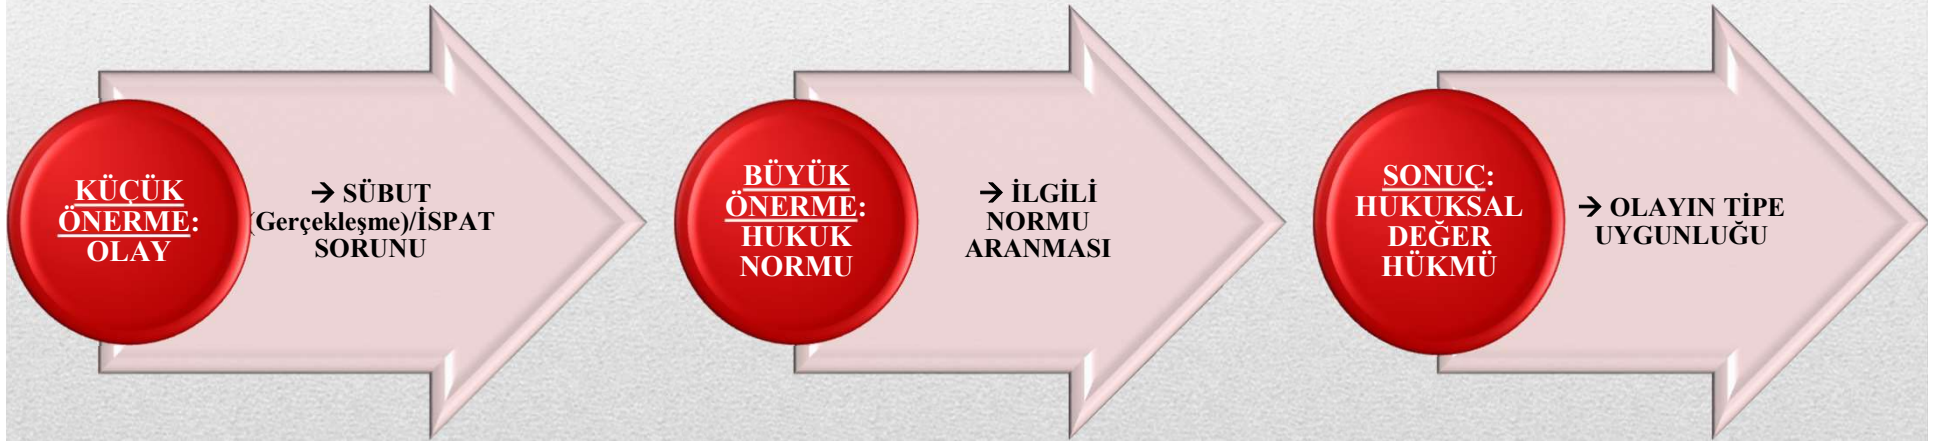 KÜÇÜK
ÖNERME:
OLAY
→ SÜBUT
(Gerçekleşme)/İSPAT
SORUNU
BÜYÜK
ÖNERME:
HUKUK
NORMU
→ İLGİLİ
NORMU
ARANMASI
SONUÇ:
HUKUKSAL
DEĞER
HÜKMÜ
→ OLAYIN TİPE
UYGUNLUĞU